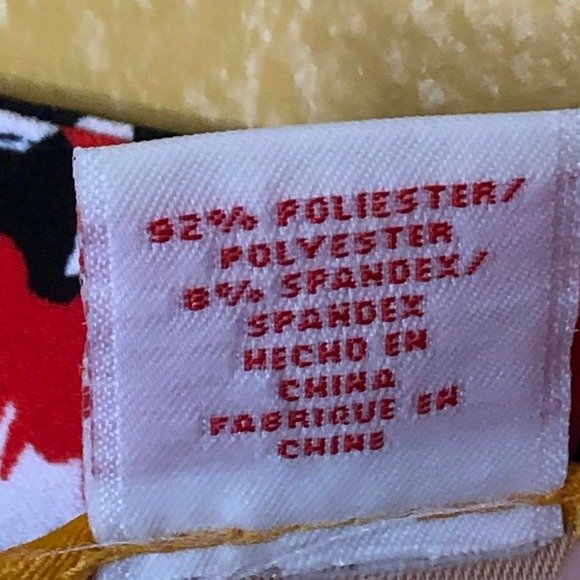 92% POLIESTER/
POLYESTER
8% SPANDEX/
SPANDEX
HECHO EN
CHINA
FABRIQUE EN
CHINE